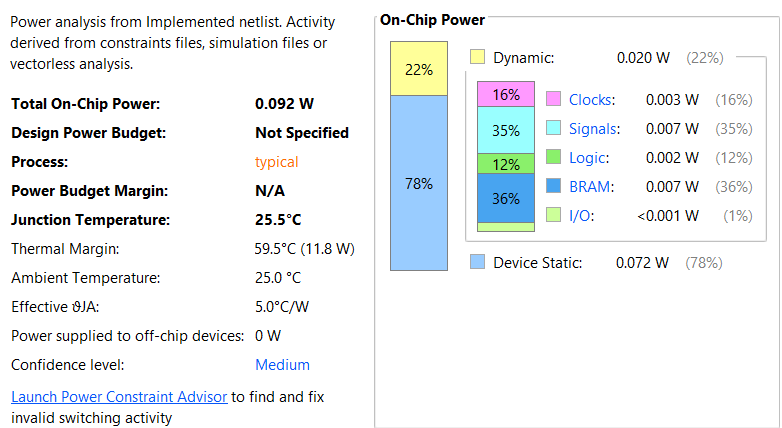 Power analysis from Implemented netlist. Activity
derived from constraints files, simulation files or
vectorless analysis.
Total On-Chip Power: 0.092 W
Design Power Budget: Not Specified
Process: typical
Power Budget Margin: N/A
Junction Temperature: 25.5°C
Thermal Margin: 59.5°C (11.8 W)
Ambient Temperature: 25.0 °C
Effective ϑJA: 5.0°C/W
Power supplied to off-chip devices: 0 W
Confidence level: Medium
Launch Power Constraint Advisor to find and fix
invalid switching activity
On-Chip Power
22%
78%
Dynamic: 0.020 W (22%)
16%
35%
12%
36%
Clocks: 0.003 W (16%)
Signals: 0.007 W (35%)
Logic: 0.002 W (12%)
BRAM: 0.007 W (36%)
I/O: <0.001 W (1%)
Device Static: 0.072 W (78%)